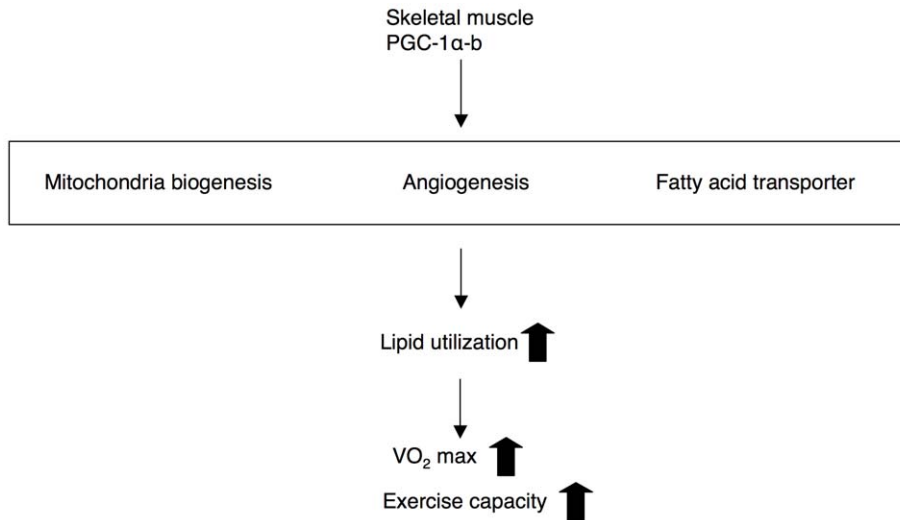 Skeletal muscle
PGC-1α-b
Mitochondria biogenesis Angiogenesis Fatty acid transporter
Lipid utilization
VO₂ max
Exercise capacity